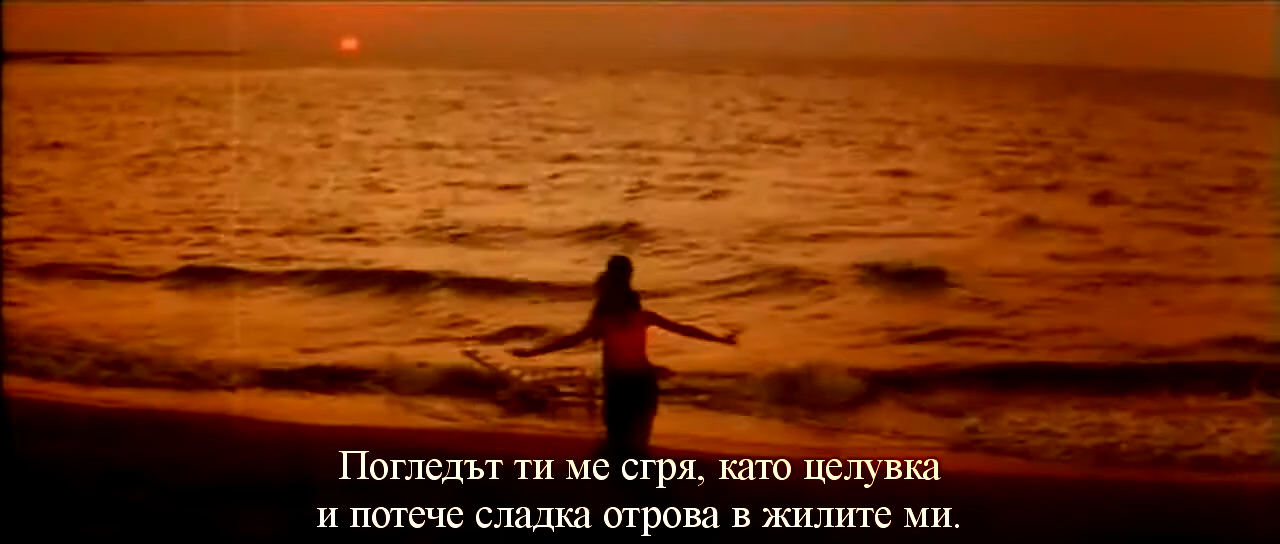 Погледът ти ме сгря, като целувка
и потече сладка отрова в жилите ми.